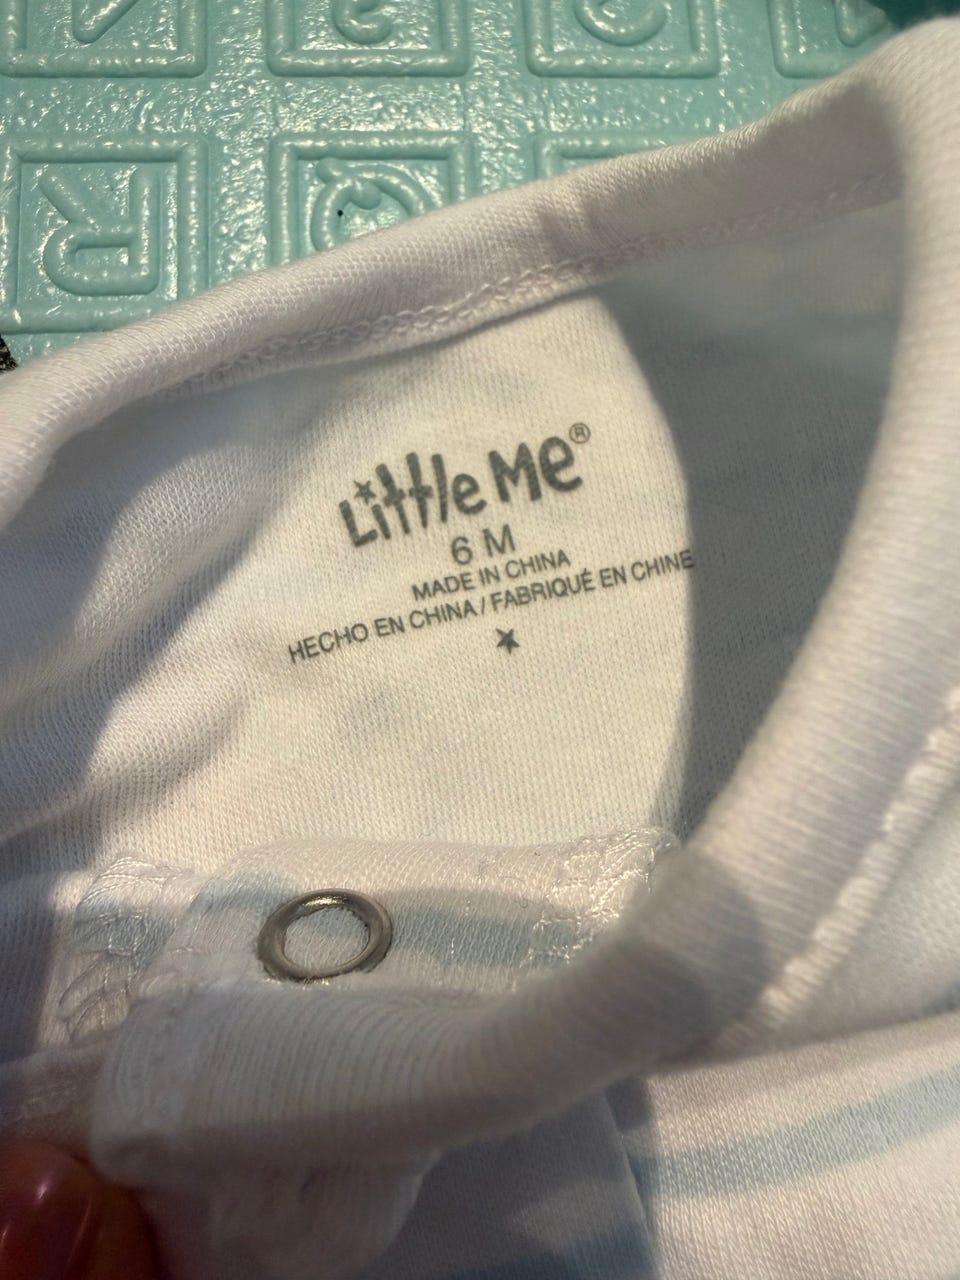 R
Little Me®
6 M
MADE IN CHINA
HECHO EN CHINA / FABRIQUÉ EN CHINE